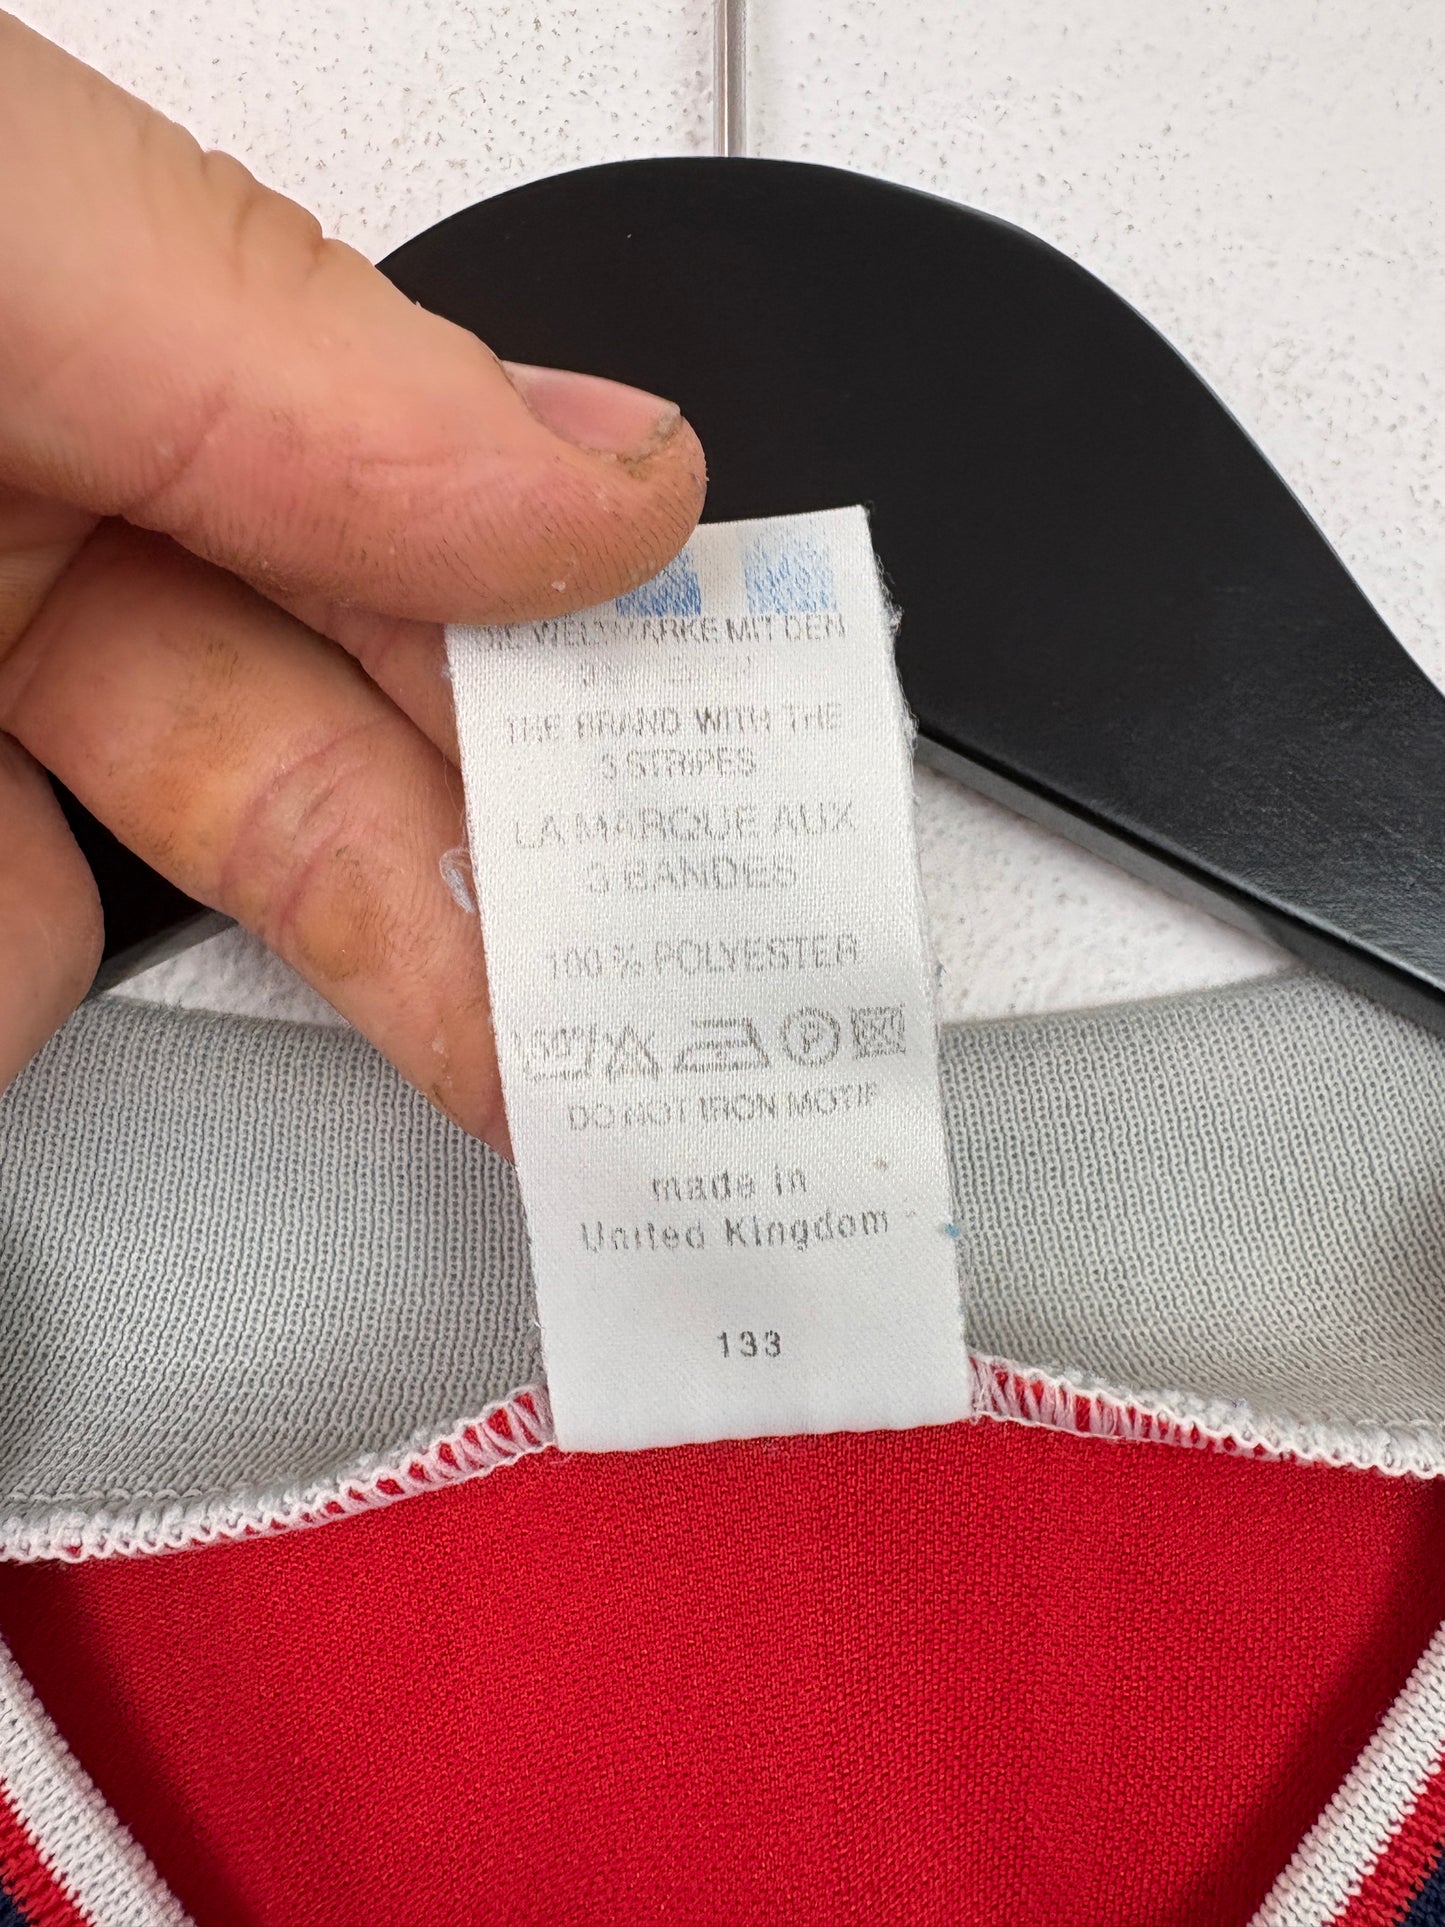 WELTMARKE MIT DEN
THE BRAND WITH THE
3 STRIPES
LA MARQUE AUX
3 BANDES
100 % POLYESTER
P
DO NOT IRON MOTIF
made in
United Kingdom
133